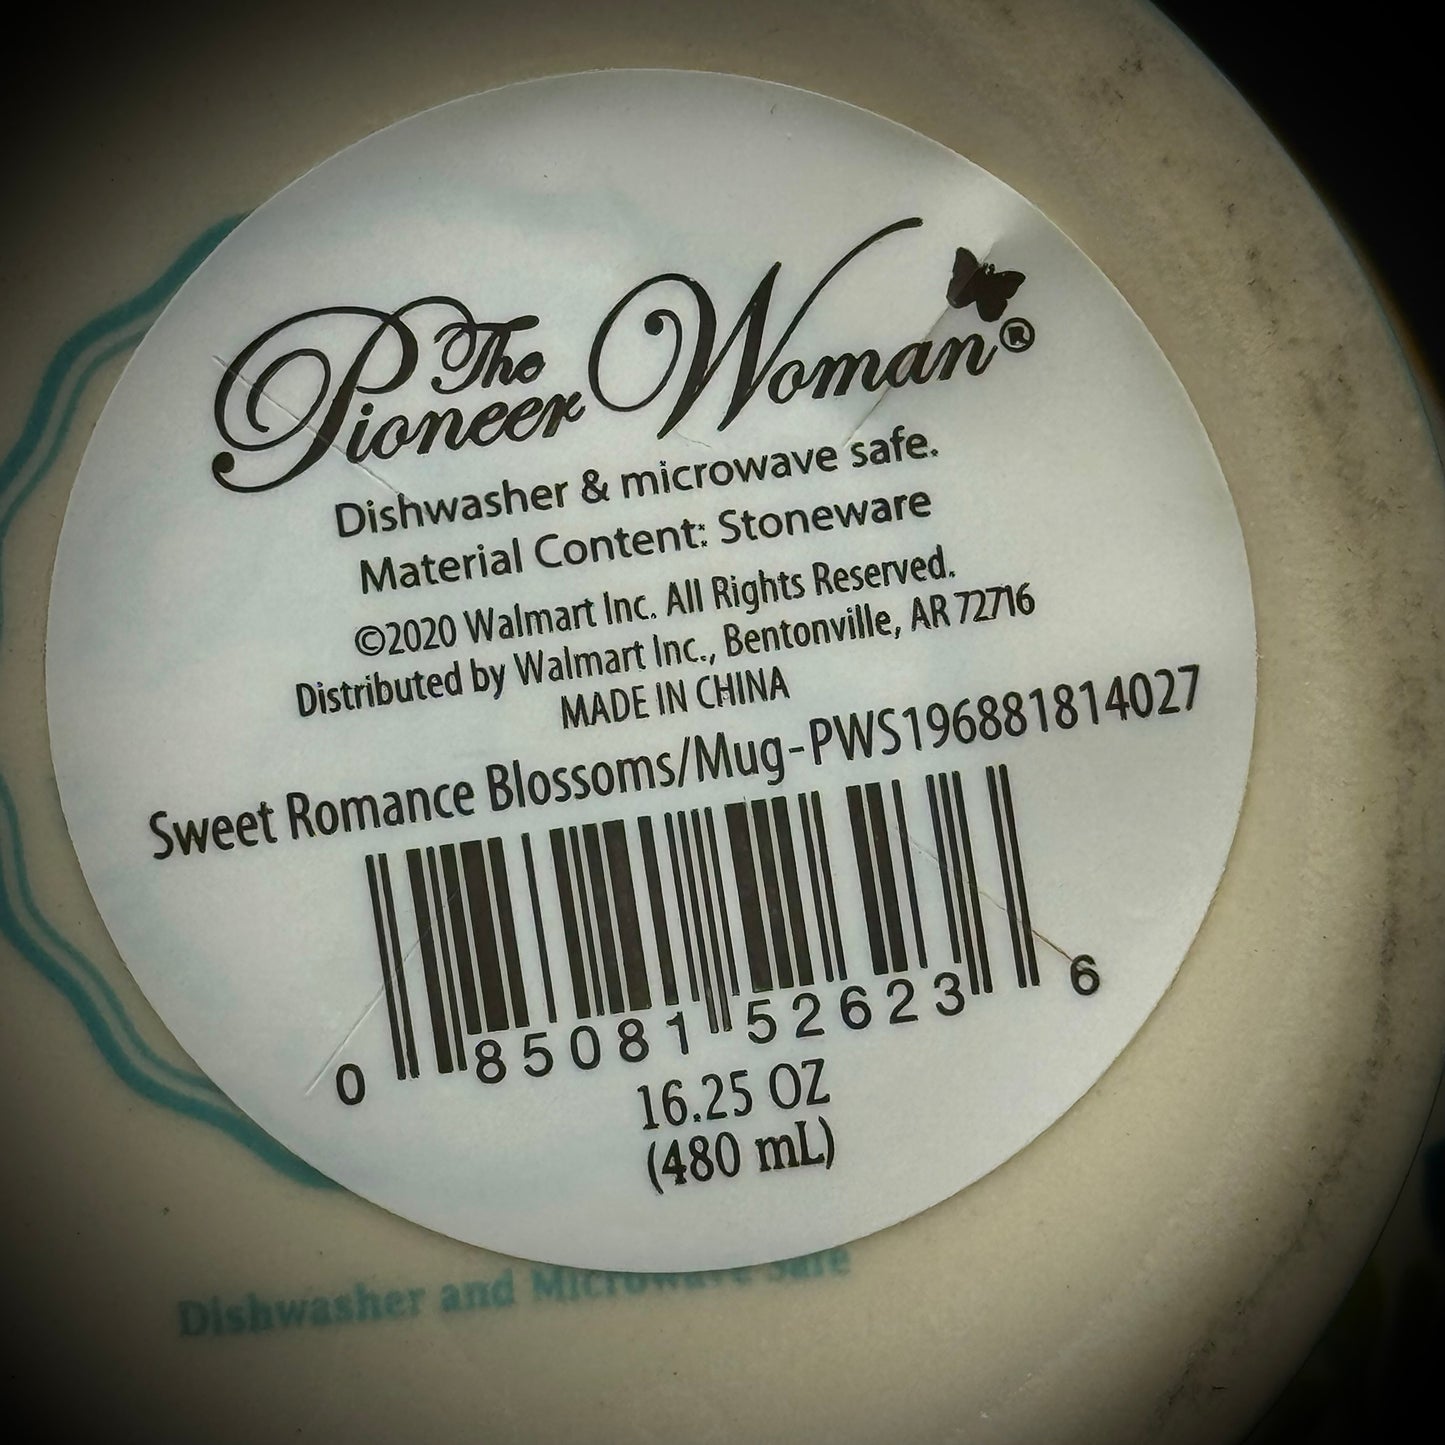 The
Pioneer Woman®
Dishwasher & microwave safe.
Material Content: Stoneware
©2020 Walmart Inc. All Rights Reserved.
Distributed by Walmart Inc., Bentonville, AR 72716
MADE IN CHINA
Sweet Romance Blossoms/Mug-PWS196881814027
0 85081 52623 6
16.25 OZ
(480 mL)
Dishwasher and Microwave Safe